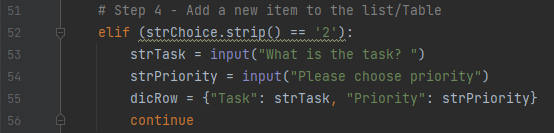 51 # Step 4 - Add a new item to the list/Table
52 elif (strChoice.strip() == '2'):
53 strTask = input("What is the task? ")
54 strPriority = input("Please choose priority")
55 dicRow = {"Task": strTask, "Priority": strPriority}
56 continue